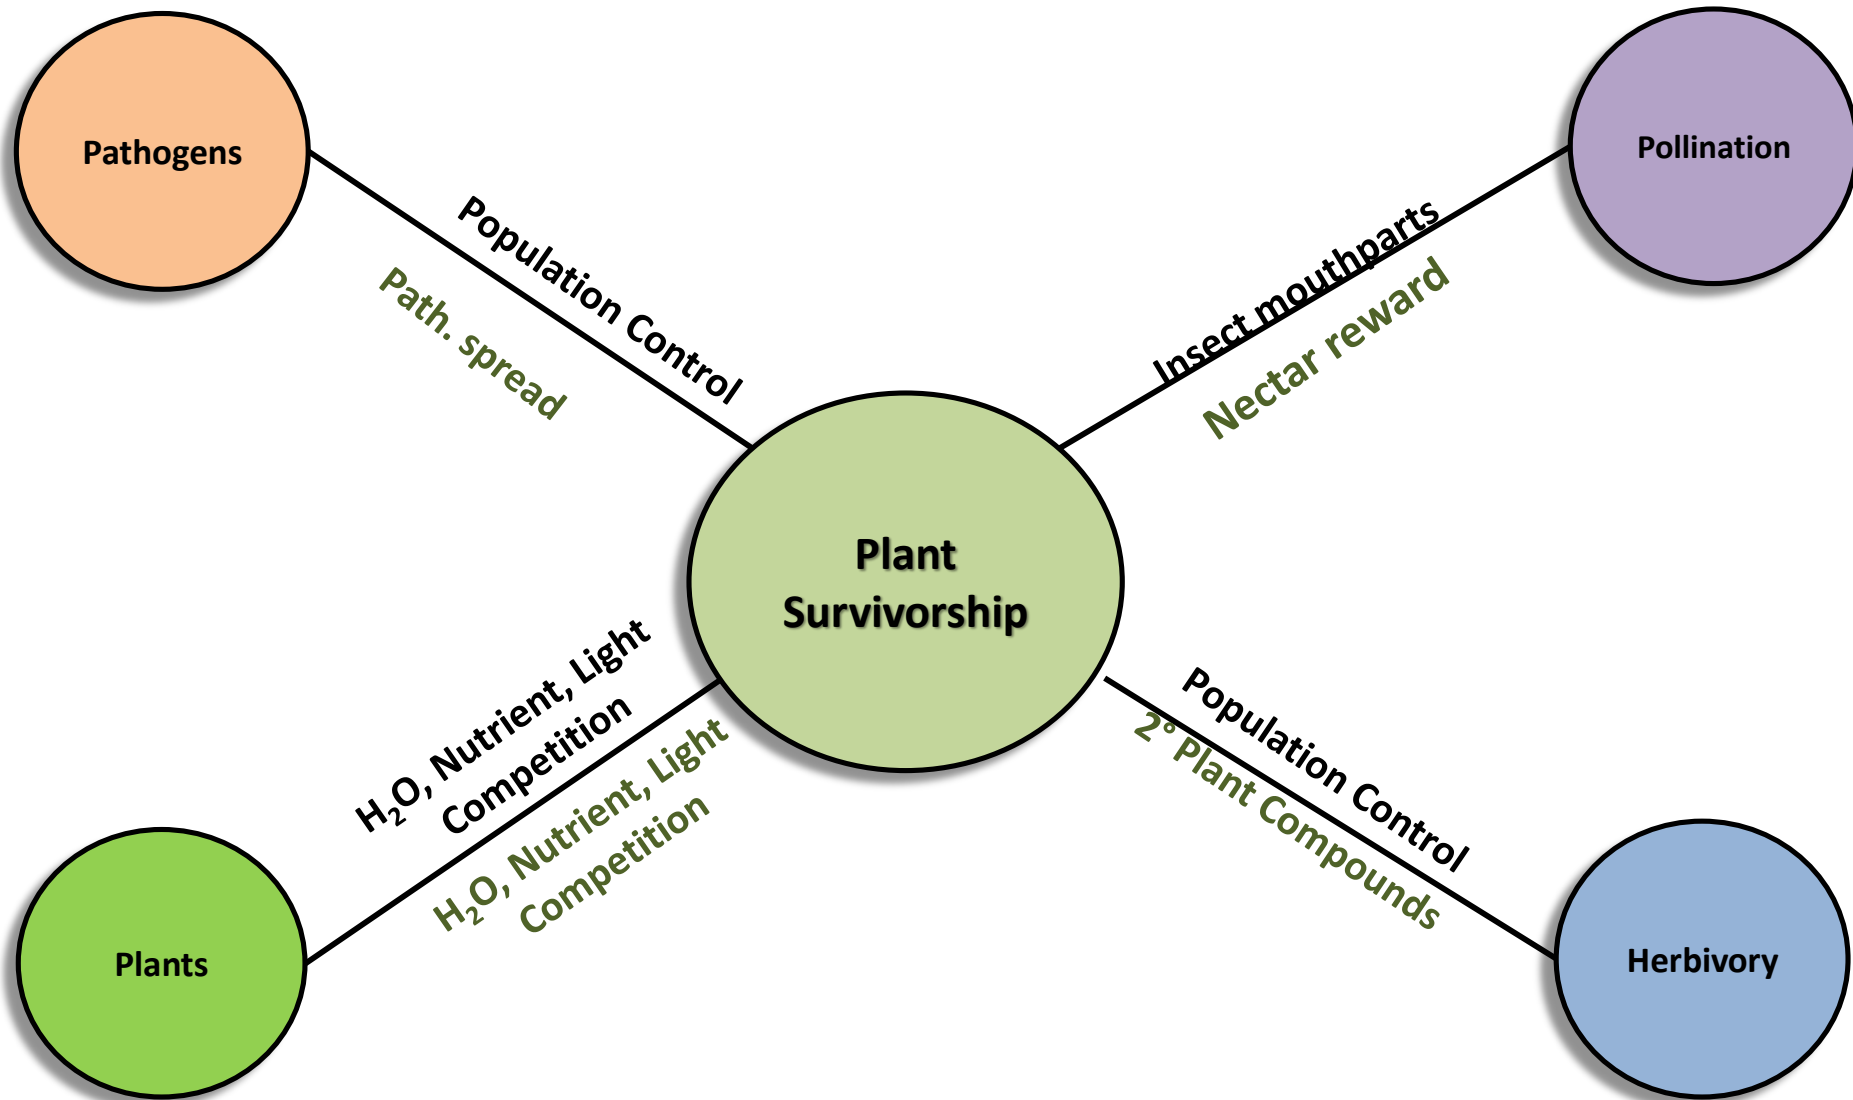 Pathogens
Pollination
Population Control
Path. spread
Insect mouthparts
Nectar reward
Plant
Survivorship
H₂O, Nutrient, Light
Competition
H₂O, Nutrient, Light
Competition
Population Control
2° Plant Compounds
Plants
Herbivory